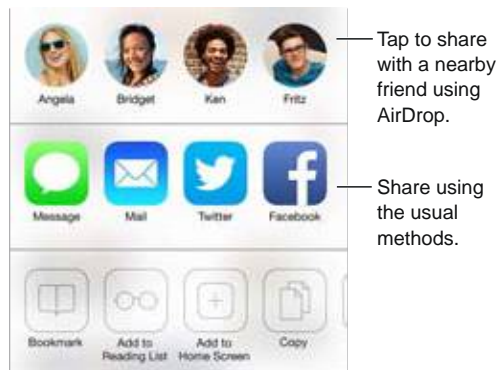 Angela Bridget Ken Fritz
Tap to share
with a nearby
friend using
AirDrop.
Message Mail Twitter Facebook
Share using
the usual
methods.
Bookmark Add to Add to Copy
Reading List Home Screen